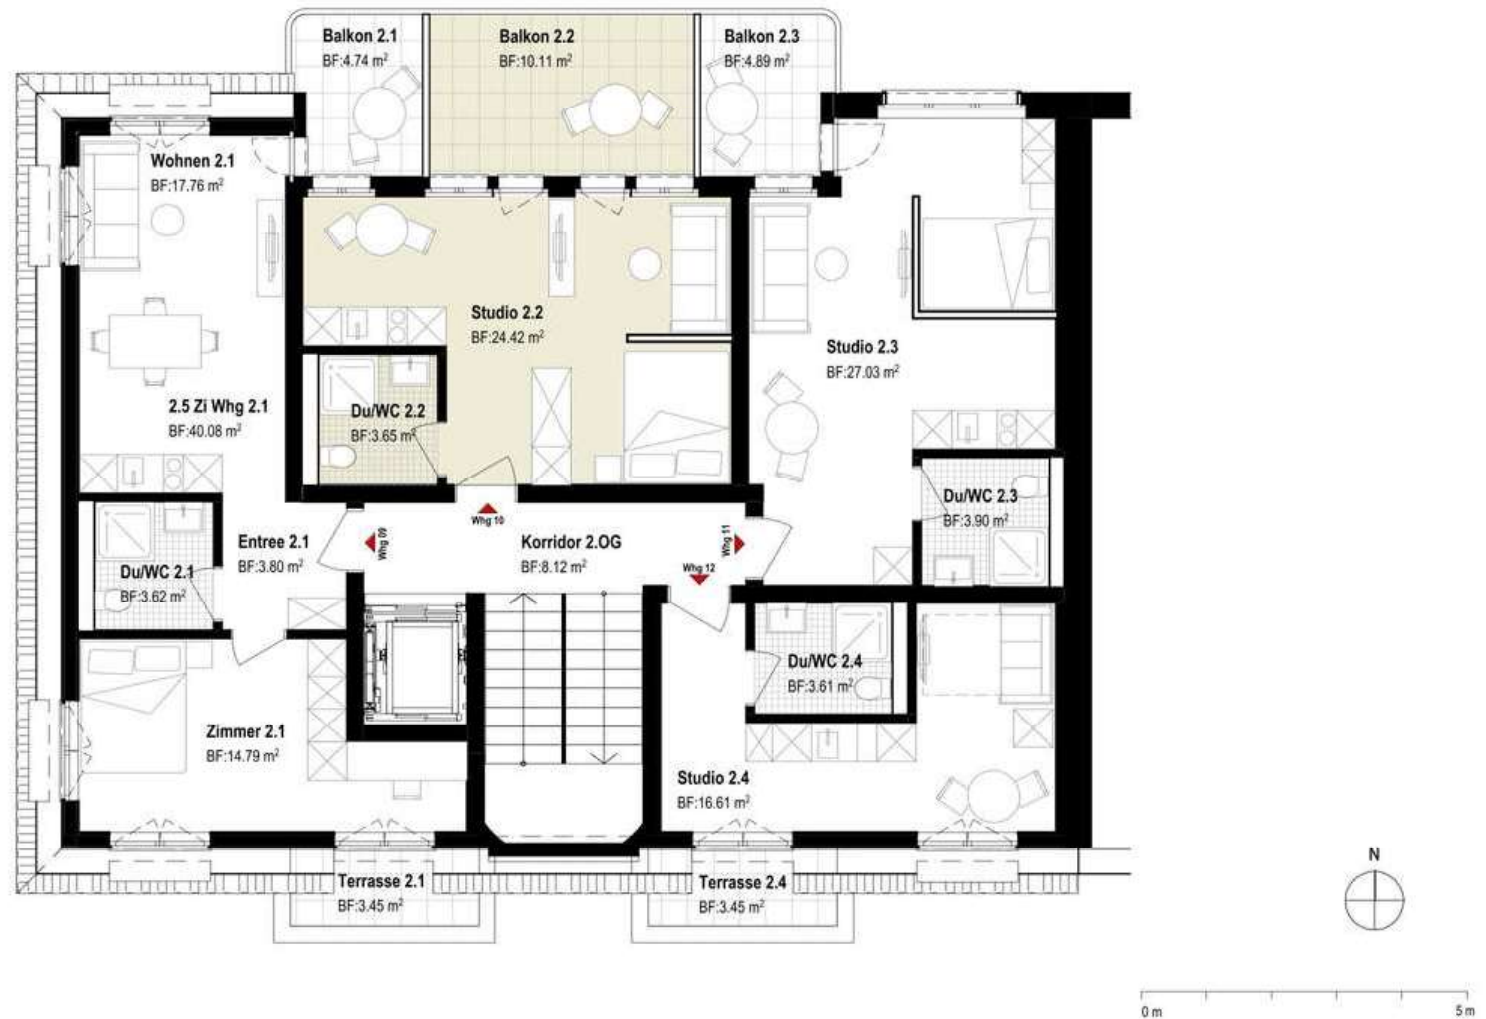 Balkon 2.1
BF:4.74 m²
Balkon 2.2
BF:10.11 m²
Balkon 2.3
BF:4.89 m²
Wohnen 2.1
BF:17.76 m²
Studio 2.2
BF:24.42 m²
Studio 2.3
BF:27.03 m²
2.5 Zi Whg 2.1
BF:40.08 m²
Du/WC 2.2
BF:3.65 m²
Du/WC 2.3
BF:3.90 m²
Whg 10
Entree 2.1
BF:3.80 m²
Whg 09
Korridor 2.OG
BF:8.12 m²
Whg 11
Whg 12
Du/WC 2.1
BF:3.62 m²
Du/WC 2.4
BF:3.61 m²
Zimmer 2.1
BF:14.79 m²
Studio 2.4
BF:16.61 m²
Terrasse 2.1
BF:3.45 m²
Terrasse 2.4
BF:3.45 m²
N
0 m
5 m